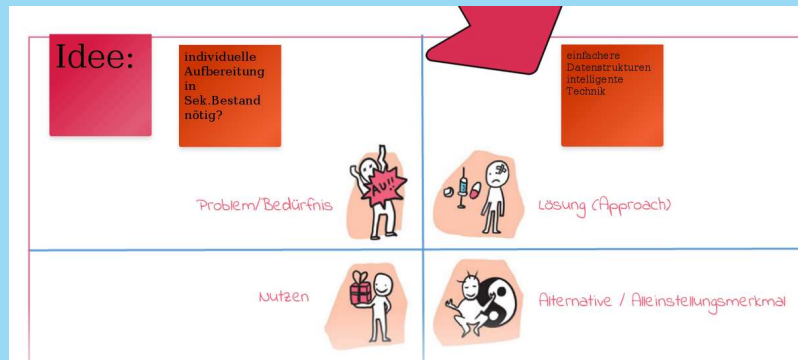 Idee:
individuelle
Aufbereitung
in
Sek.Bestand
nötig?
einfachere
Datenstrukturen
intelligente
Technik
AU!!
Problem/Bedürfnis
Lösung (Approach)
Nutzen
Alternative / Alleinstellungsmerkmal